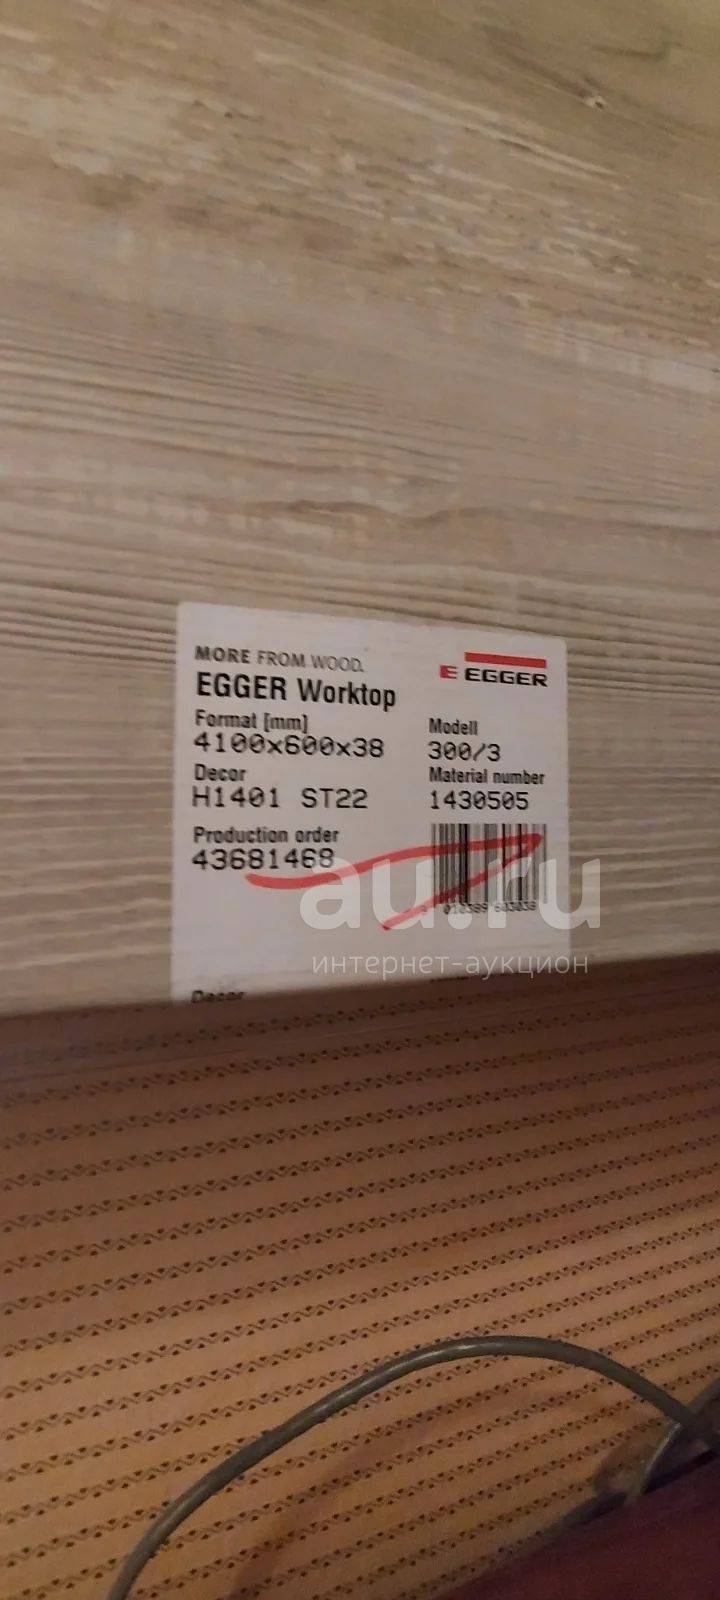 MORE FROM WOOD.
EGGER
EGGER Worktop
Format [mm]
4100x600x38
Modell
300/3
Decor
H1401 ST22
Material number
1430505
Production order
43681468
au.ru
интернет-аукцион
Decor